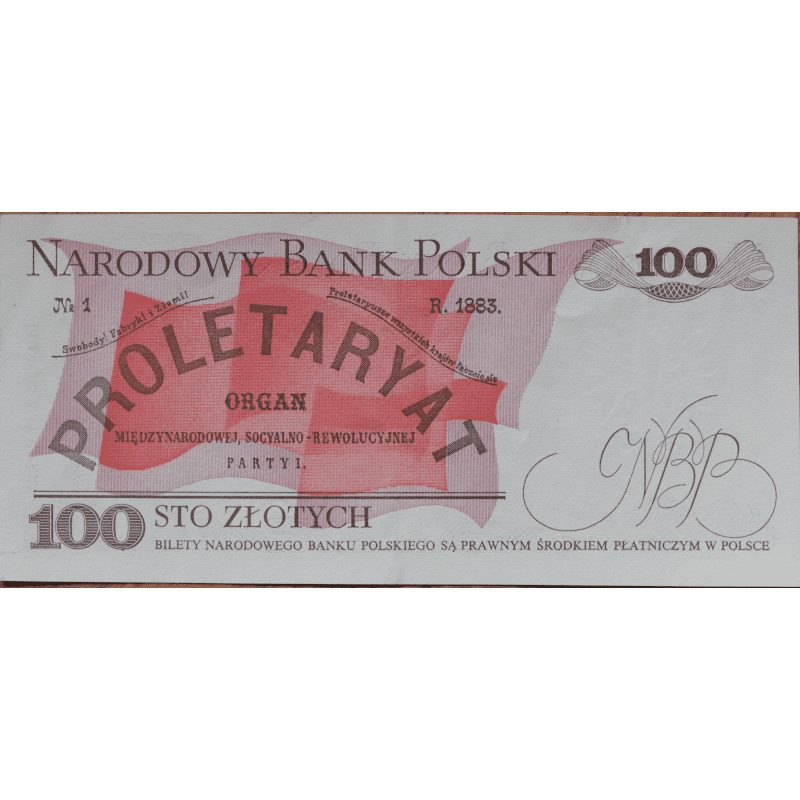 NARODOWY BANK POLSKI
100
№ 1
R. 1883.
Swobody! Fabryki i Ziemi!
Proletaryusze wszystkich krajów łączcie się
PROLETARYAT
ORGAN
MIĘDZYNARODOWEJ, SOCYALNO-REWOLUCYJNEJ
PARTYI.
NBP
100 STO ZŁOTYCH
BILETY NARODOWEGO BANKU POLSKIEGO SĄ PRAWNYM ŚRODKIEM PŁATNICZYM W POLSCE